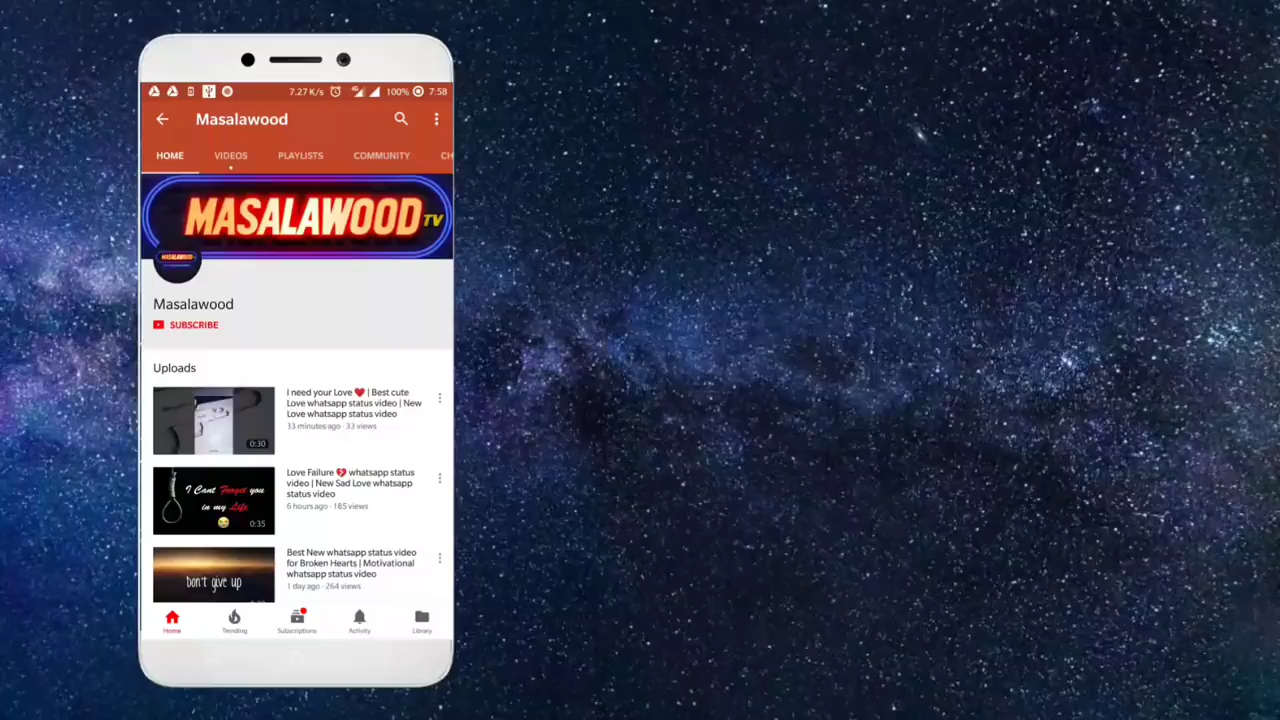 7.27 K/s 4G 100% 7:58
Masalawood
HOME VIDEOS PLAYLISTS COMMUNITY CH
MASALAWOOD TV
MASALAWOOD
Masalawood
SUBSCRIBE
Uploads
I need your Love ❤️ | Best cute
Love whatsapp status video | New
Love whatsapp status video
33 minutes ago · 33 views
0:30
Love Failure 💔 whatsapp status
video | New Sad Love whatsapp
status video
6 hours ago · 185 views
I Cant Forget you
in my Life
0:35
Best New whatsapp status video
for Broken Hearts | Motivational
whatsapp status video
1 day ago · 264 views
don't give up
Home Trending Subscriptions Activity Library